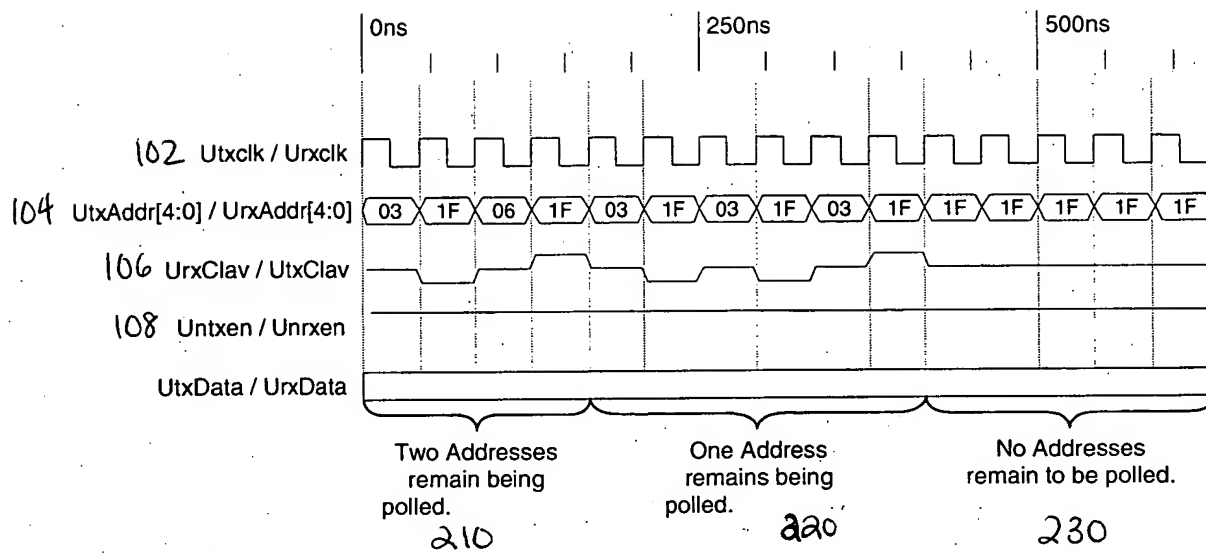 0ns 250ns 500ns
102 Utxclk / Urxclk
104 UtxAddr[4:0] / UrxAddr[4:0] 03 1F 06 1F 03 1F 03 1F 03 1F 1F 1F 1F 1F 1F
106 UrxClav / UtxClav
108 Untxen / Unrxen
UtxData / UrxData
Two Addresses
remain being
polled.
210
One Address
remains being
polled.
220
No Addresses
remain to be polled.
230